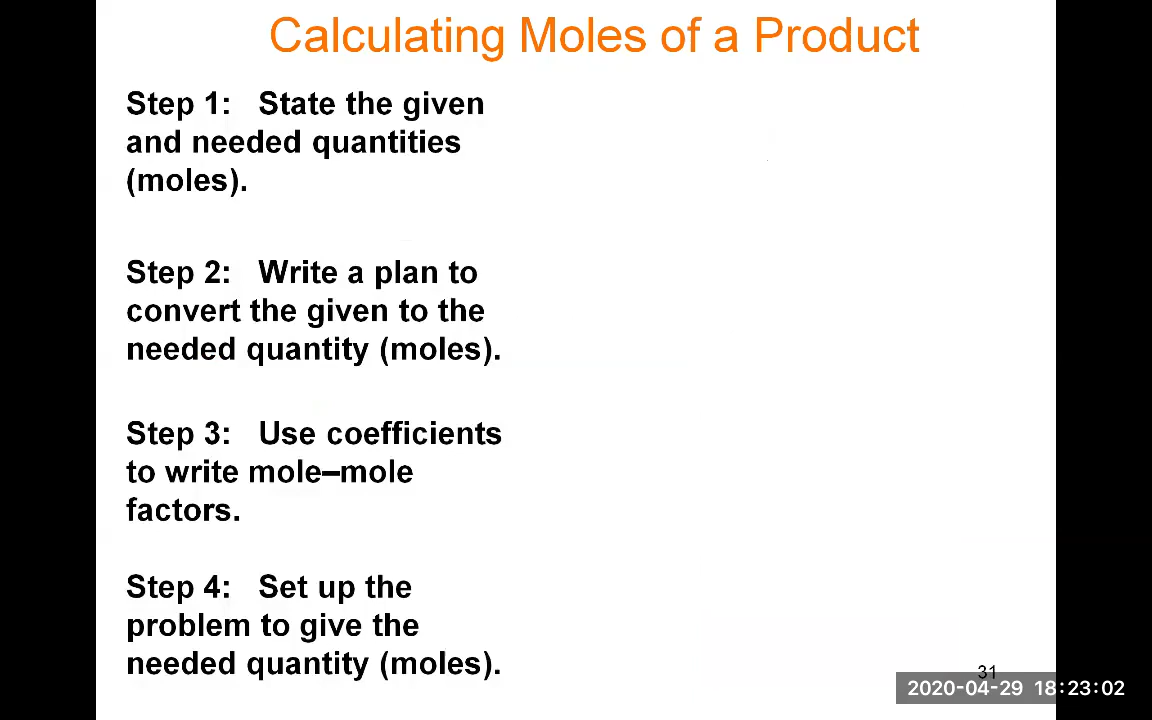 Calculating Moles of a Product
Step 1: State the given
and needed quantities
(moles).
Step 2: Write a plan to
convert the given to the
needed quantity (moles).
Step 3: Use coefficients
to write mole–mole
factors.
Step 4: Set up the
problem to give the
needed quantity (moles).
31
2020-04-29 18:23:02